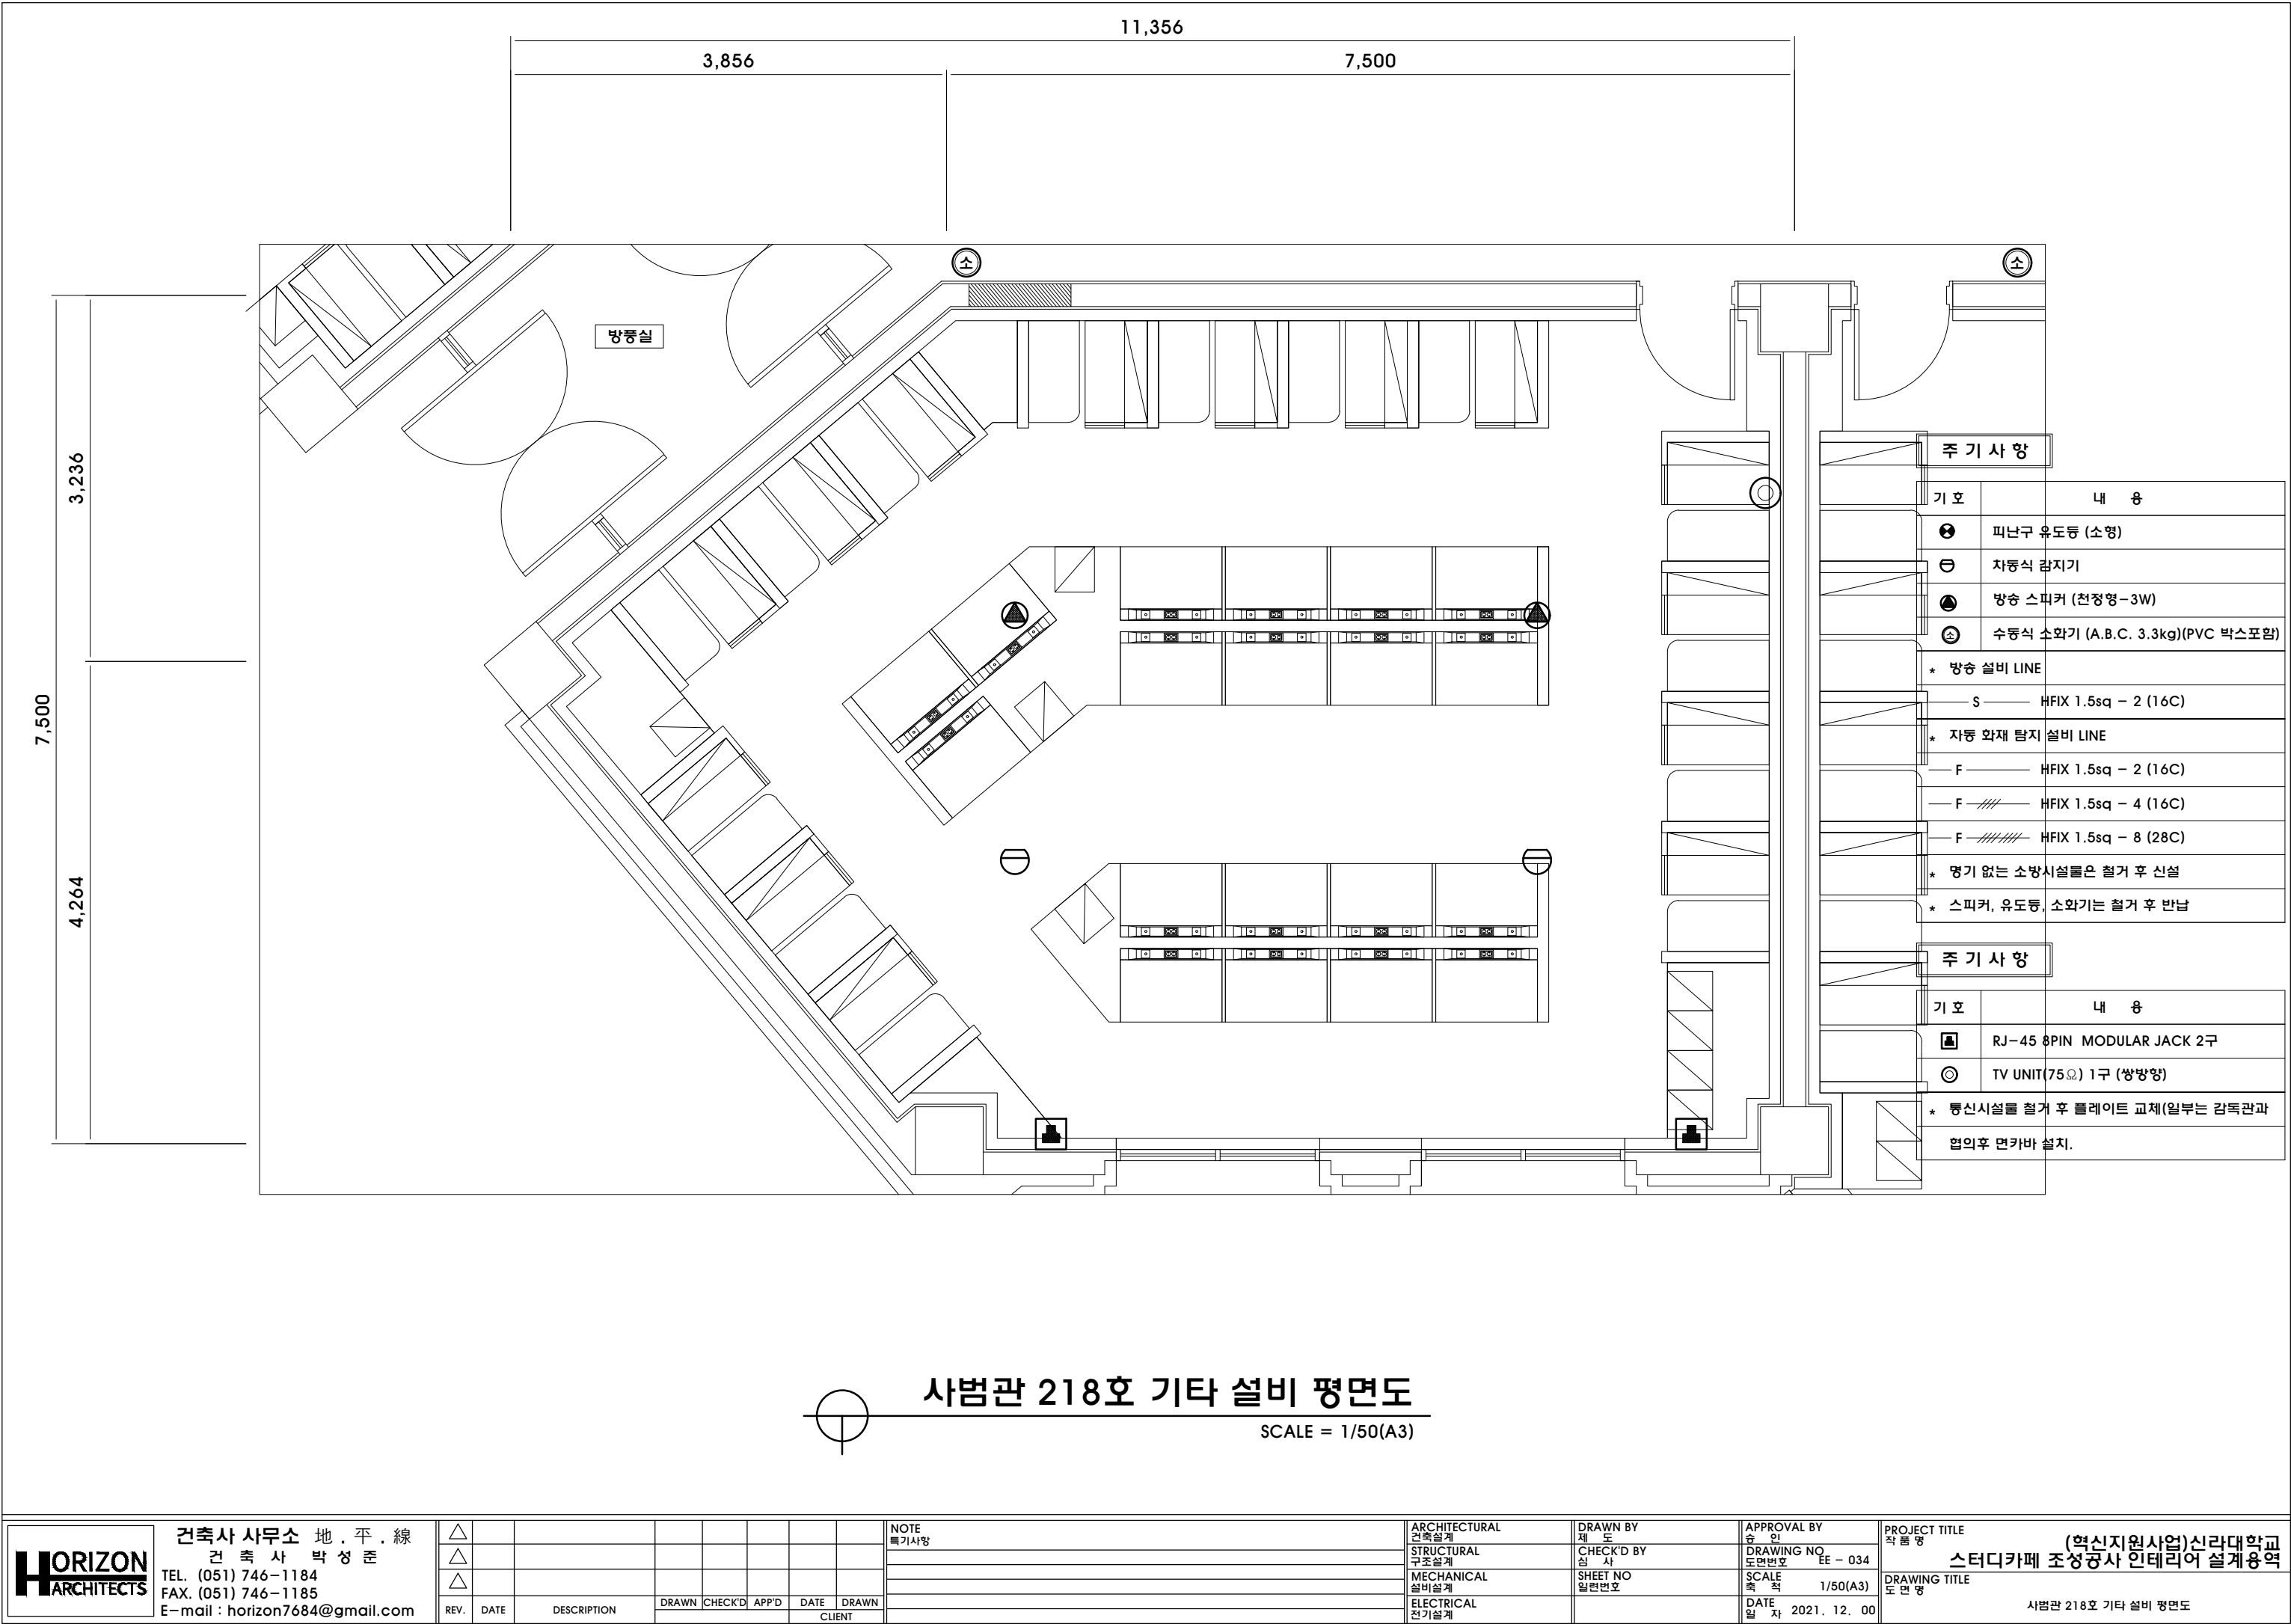 11,356
3,856
7,500
소
소
방풍실
3,236
7,500
4,264
주 기 사 항
기 호 내 용
피난구 유도등 (소형)
차동식 감지기
방송 스피커 (천정형-3W)
소 수동식 소화기 (A.B.C. 3.3kg)(PVC 박스포함)
* 방송 설비 LINE
S HFIX 1.5sq - 2 (16C)
* 자동 화재 탐지 설비 LINE
F HFIX 1.5sq - 2 (16C)
F HFIX 1.5sq - 4 (16C)
F HFIX 1.5sq - 8 (28C)
* 명기 없는 소방시설물은 철거 후 신설
* 스피커, 유도등, 소화기는 철거 후 반납
주 기 사 항
기 호 내 용
RJ-45 8PIN MODULAR JACK 2구
TV UNIT(75Ω) 1구 (쌍방향)
* 통신시설물 철거 후 플레이트 교체(일부는 감독관과
협의후 면카바 설치.
사범관 218호 기타 설비 평면도
SCALE = 1/50(A3)
HORIZON
ARCHITECTS
건축사 사무소 地 . 平 . 線
건 축 사 박 성 준
TEL. (051) 746-1184
FAX. (051) 746-1185
E-mail : horizon7684@gmail.com
REV. DATE DESCRIPTION DRAWN CHECK'D APP'D DATE DRAWN
CLIENT
NOTE
특기사항
ARCHITECTURAL
건축설계
STRUCTURAL
구조설계
MECHANICAL
설비설계
ELECTRICAL
전기설계
DRAWN BY
제 도
CHECK'D BY
심 사
SHEET NO
일련번호
APPROVAL BY
승 인
DRAWING NO
도면번호 EE - 034
SCALE
축 척 1/50(A3)
DATE
일 자 2021. 12. 00
PROJECT TITLE
작 품 명
(혁신지원사업)신라대학교
스터디카페 조성공사 인테리어 설계용역
DRAWING TITLE
도 면 명
사범관 218호 기타 설비 평면도